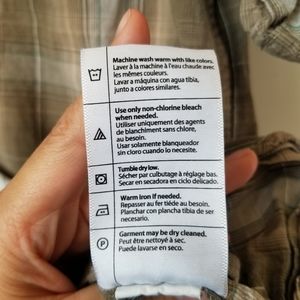 Machine wash warm with like colors.
Laver à la machine à l'eau chaude avec
les mêmes couleurs.
Lavar a máquina con agua tibia,
junto a colores similares.
Use only non-chlorine bleach
when needed.
Utiliser uniquement des agents
de blanchiment sans chlore,
au besoin.
Usar solamente blanqueador
sin cloro cuando lo necesite.
Tumble dry low.
Sécher par culbutage à réglage bas.
Secar en secadora en ciclo delicado.
Warm iron if needed.
Repasser au fer tiède au besoin.
Planchar con plancha tibia de ser
necesario.
Garment may be dry cleaned.
Peut être nettoyé à sec.
Puede lavarse en seco.
P